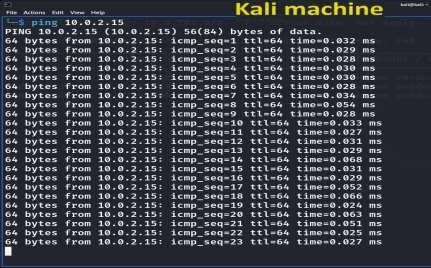 Kali machine
kali@kali: ~
File Actions Edit View Help
└─$ ping 10.0.2.15
PING 10.0.2.15 (10.0.2.15) 56(84) bytes of data.
64 bytes from 10.0.2.15: icmp_seq=1 ttl=64 time=0.032 ms
64 bytes from 10.0.2.15: icmp_seq=2 ttl=64 time=0.029 ms
64 bytes from 10.0.2.15: icmp_seq=3 ttl=64 time=0.028 ms
64 bytes from 10.0.2.15: icmp_seq=4 ttl=64 time=0.030 ms
64 bytes from 10.0.2.15: icmp_seq=5 ttl=64 time=0.030 ms
64 bytes from 10.0.2.15: icmp_seq=6 ttl=64 time=0.028 ms
64 bytes from 10.0.2.15: icmp_seq=7 ttl=64 time=0.034 ms
64 bytes from 10.0.2.15: icmp_seq=8 ttl=64 time=0.054 ms
64 bytes from 10.0.2.15: icmp_seq=9 ttl=64 time=0.028 ms
64 bytes from 10.0.2.15: icmp_seq=10 ttl=64 time=0.033 ms
64 bytes from 10.0.2.15: icmp_seq=11 ttl=64 time=0.027 ms
64 bytes from 10.0.2.15: icmp_seq=12 ttl=64 time=0.031 ms
64 bytes from 10.0.2.15: icmp_seq=13 ttl=64 time=0.029 ms
64 bytes from 10.0.2.15: icmp_seq=14 ttl=64 time=0.068 ms
64 bytes from 10.0.2.15: icmp_seq=15 ttl=64 time=0.031 ms
64 bytes from 10.0.2.15: icmp_seq=16 ttl=64 time=0.029 ms
64 bytes from 10.0.2.15: icmp_seq=17 ttl=64 time=0.052 ms
64 bytes from 10.0.2.15: icmp_seq=18 ttl=64 time=0.066 ms
64 bytes from 10.0.2.15: icmp_seq=19 ttl=64 time=0.024 ms
64 bytes from 10.0.2.15: icmp_seq=20 ttl=64 time=0.063 ms
64 bytes from 10.0.2.15: icmp_seq=21 ttl=64 time=0.051 ms
64 bytes from 10.0.2.15: icmp_seq=22 ttl=64 time=0.025 ms
64 bytes from 10.0.2.15: icmp_seq=23 ttl=64 time=0.027 ms